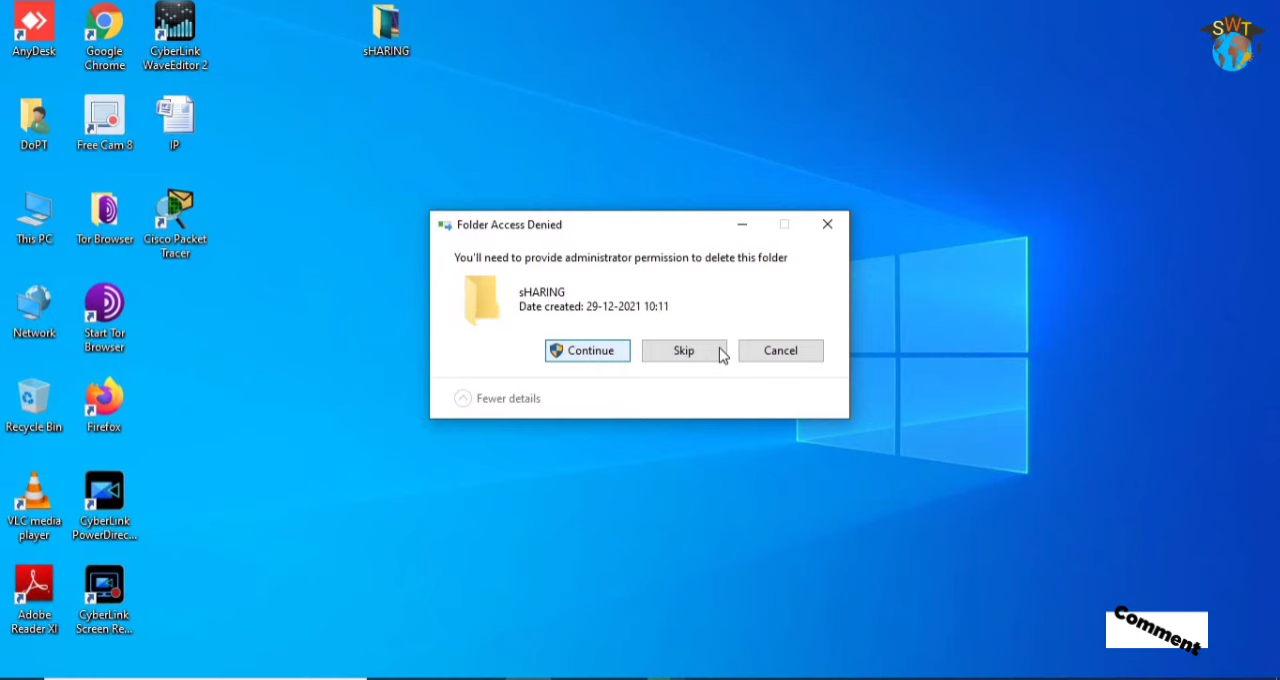 AnyDesk
Google
Chrome
CyberLink
WaveEditor 2
sHARING
SWT
DoPT
Free Cam 8
IP
This PC
Tor Browser
Cisco Packet
Tracer
Folder Access Denied
You'll need to provide administrator permission to delete this folder
sHARING
Date created: 29-12-2021 10:11
Continue
Skip
Cancel
Fewer details
Network
Start Tor
Browser
Recycle Bin
Firefox
VLC media
player
CyberLink
PowerDirec...
Adobe
Reader XI
CyberLink
Screen Re...
Comment